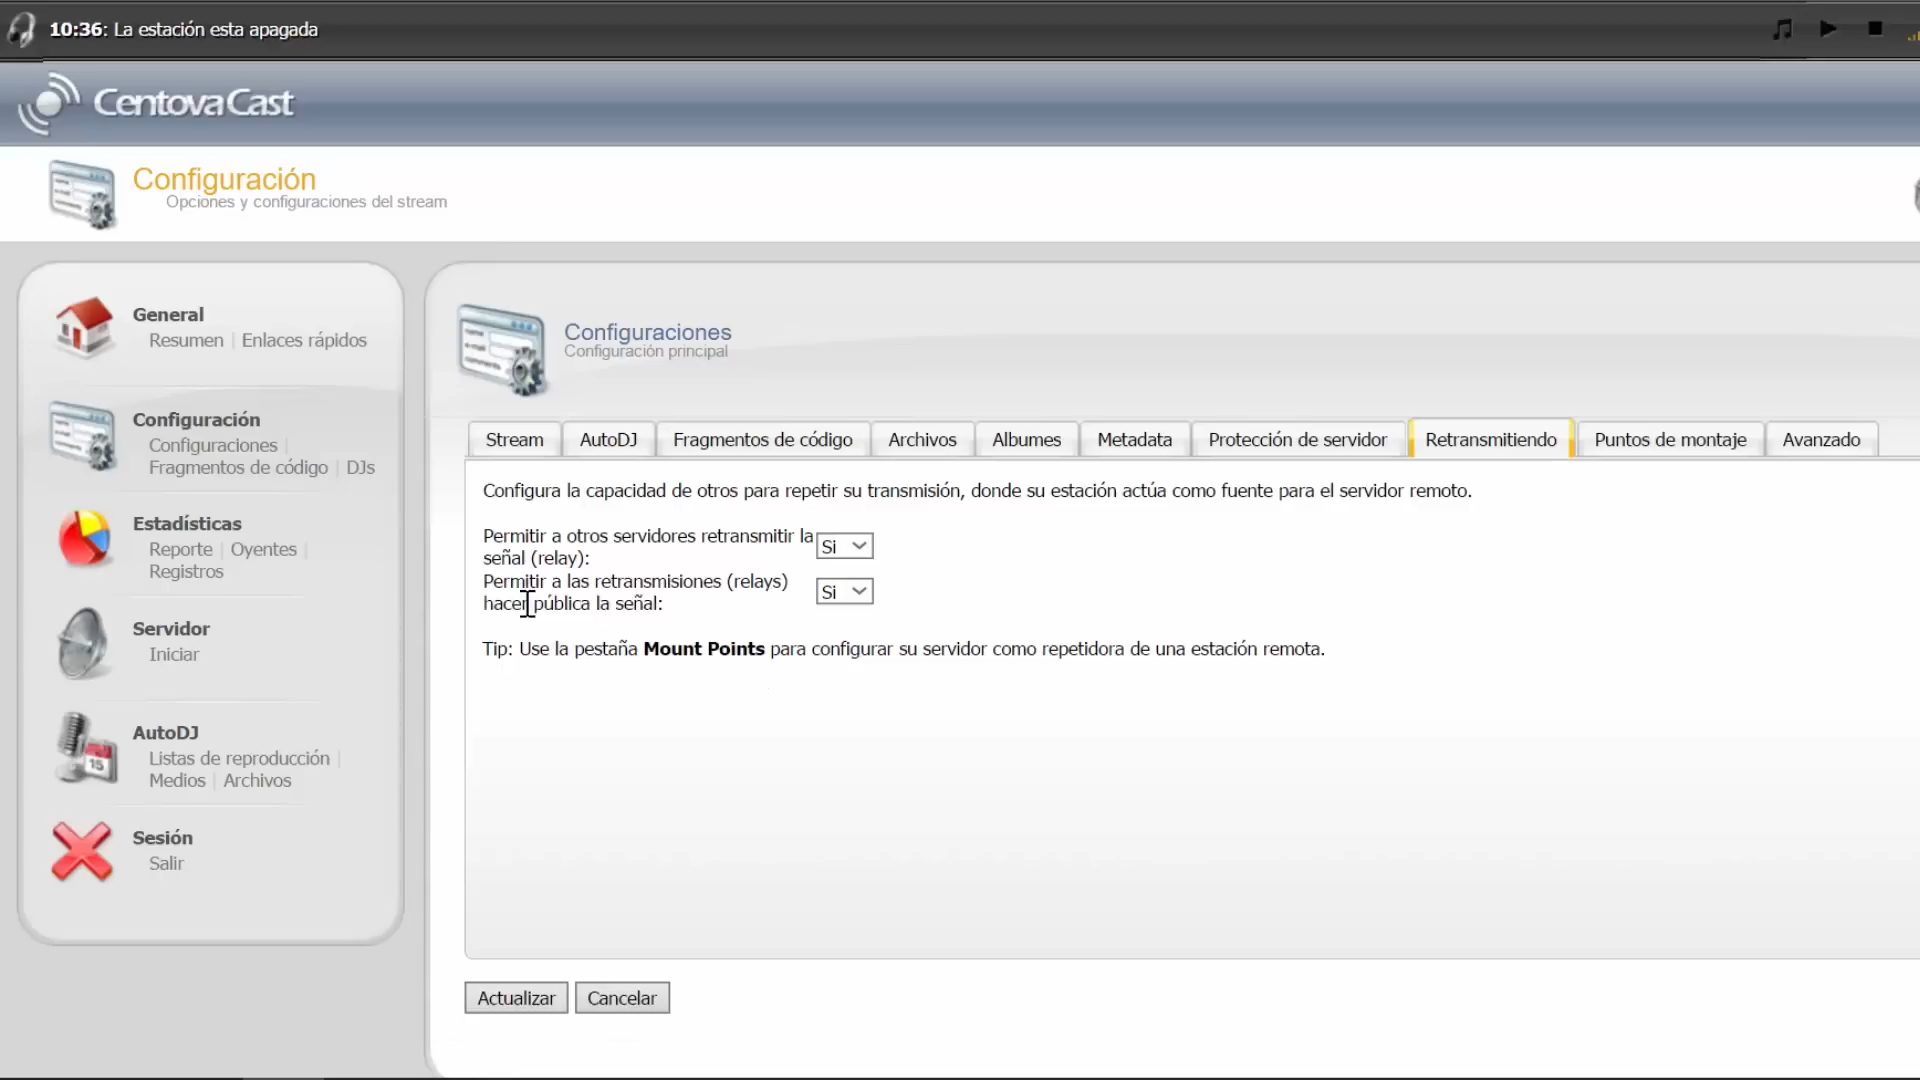 10:36: La estación esta apagada
CentovaCast
Configuración
Opciones y configuraciones del stream
General
Resumen | Enlaces rápidos
Configuración
Configuraciones |
Fragmentos de código | DJs
Estadísticas
Reporte | Oyentes |
Registros
Servidor
Iniciar
AutoDJ
Listas de reproducción |
Medios | Archivos
Sesión
Salir
Configuraciones
Configuración principal
Stream AutoDJ Fragmentos de código Archivos Albumes Metadata Protección de servidor Retransmitiendo Puntos de montaje Avanzado
Configura la capacidad de otros para repetir su transmisión, donde su estación actúa como fuente para el servidor remoto.
Permitir a otros servidores retransmitir la
señal (relay): Si
Permitir a las retransmisiones (relays)
hacer pública la señal: Si
Tip: Use la pestaña Mount Points para configurar su servidor como repetidora de una estación remota.
Actualizar Cancelar